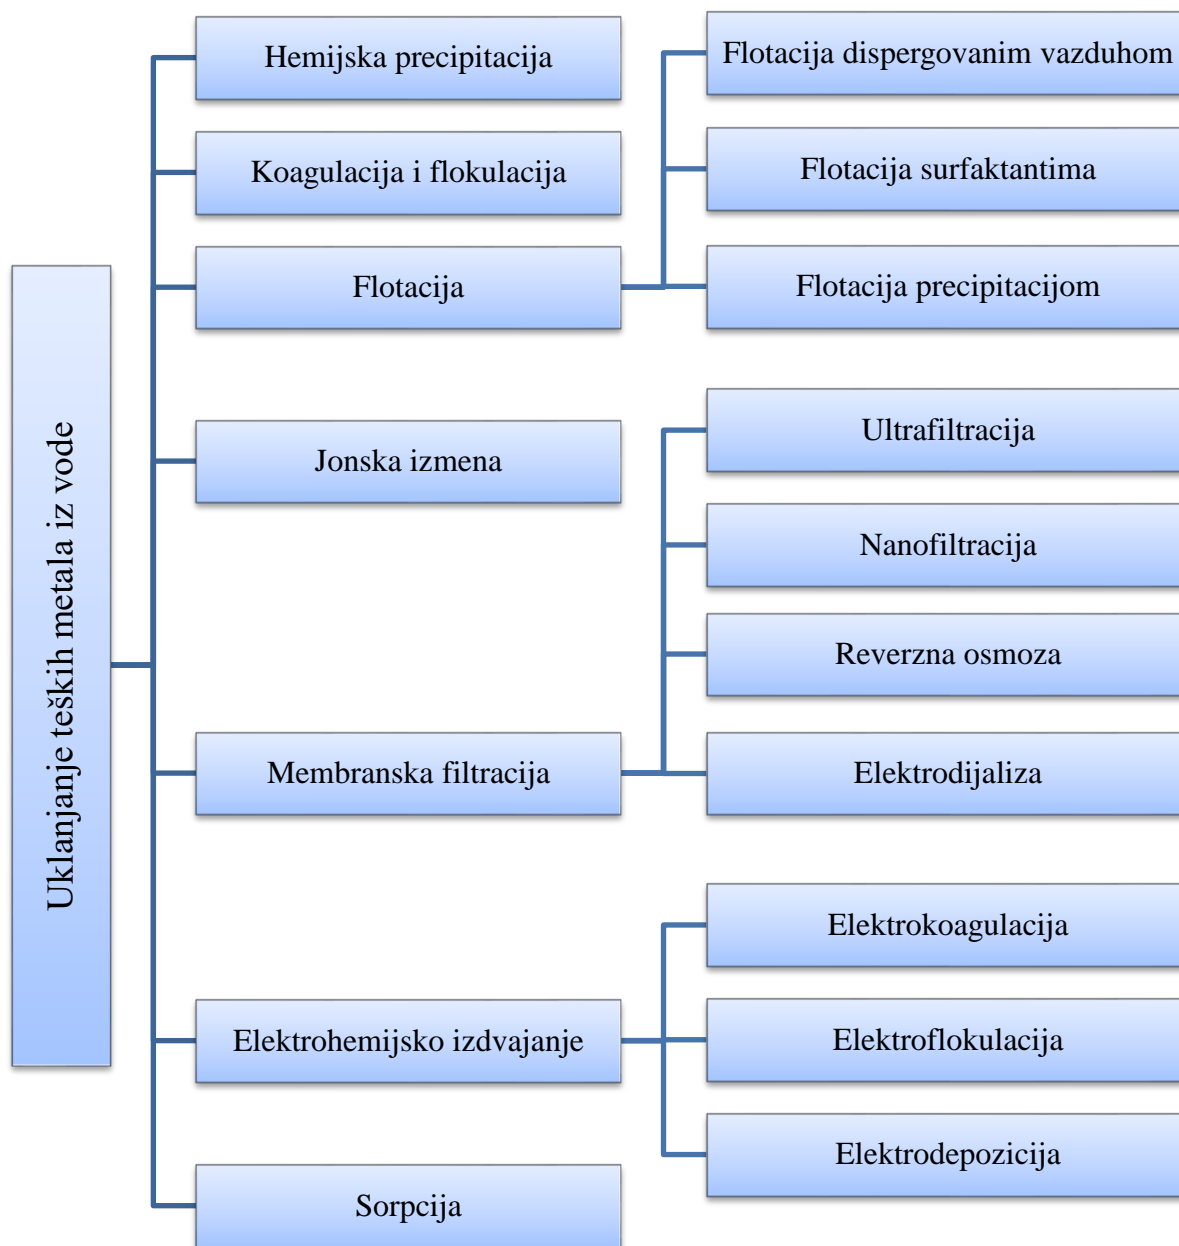 Uklanjanje teških metala iz vode
Hemijska precipitacija
Koagulacija i flokulacija
Flotacija
Flotacija dispergovanim vazduhom
Flotacija surfaktantima
Flotacija precipitacijom
Jonska izmena
Membranska filtracija
Ultrafiltracija
Nanofiltracija
Reverzna osmoza
Elektrodijaliza
Elektrohemijsko izdvajanje
Elektrokoagulacija
Elektroflokulacija
Elektrodepozicija
Sorpcija